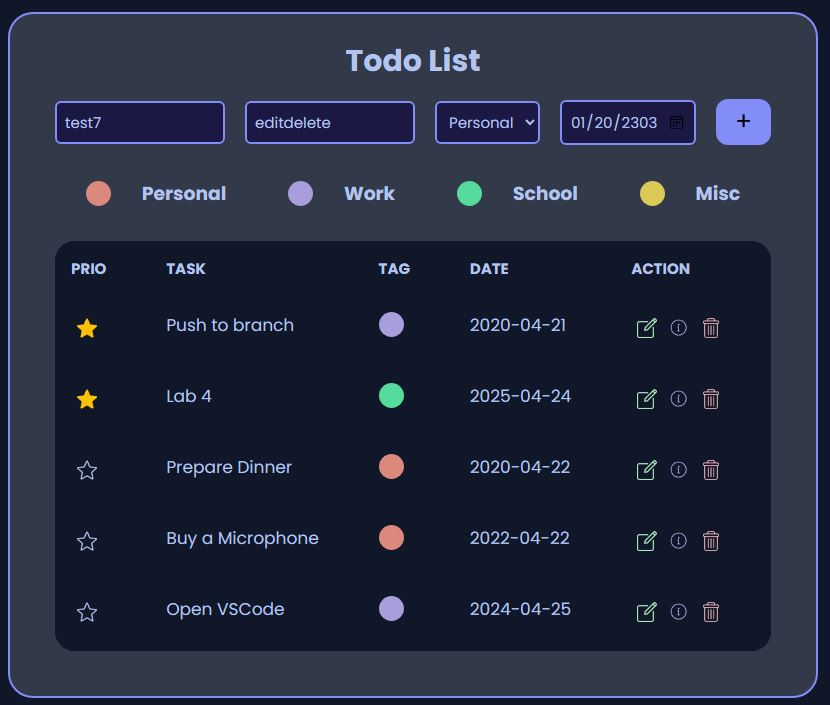 Todo List
test7 editdelete Personal 01/20/2303 +
Personal Work School Misc
PRIO TASK TAG DATE ACTION
Push to branch 2020-04-21
Lab 4 2025-04-24
Prepare Dinner 2020-04-22
Buy a Microphone 2022-04-22
Open VSCode 2024-04-25